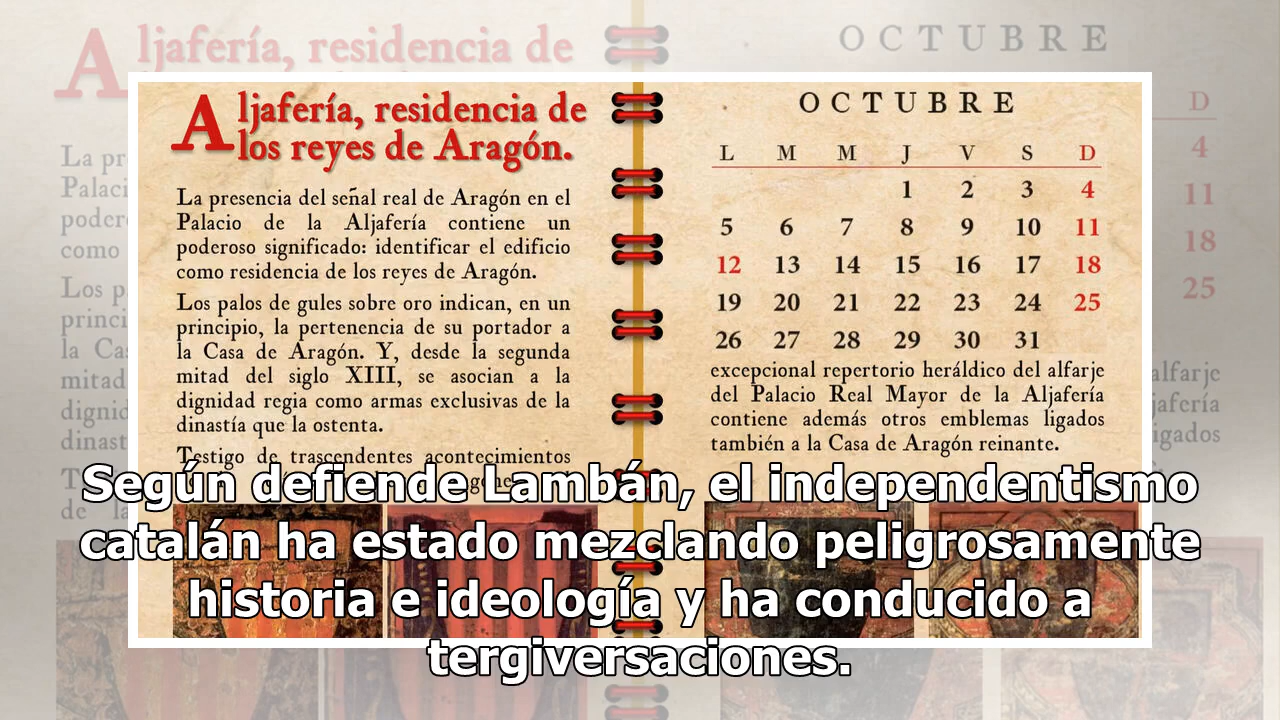 Aljafería, residencia de
los reyes de Aragón.
La presencia del señal real de Aragón en el
Palacio de la Aljafería contiene un
poderoso significado: identificar el edificio
como residencia de los reyes de Aragón.
Los palos de gules sobre oro indican, en un
principio, la pertenencia de su portador a
la Casa de Aragón. Y, desde la segunda
mitad del siglo XIII, se asocian a la
dignidad regia como armas exclusivas de la
dinastía que la ostenta.
Testigo de trascendentes acontecimientos
OCTUBRE
L M M J V S D
1 2 3 4
5 6 7 8 9 10 11
12 13 14 15 16 17 18
19 20 21 22 23 24 25
26 27 28 29 30 31
excepcional repertorio heráldico del alfarje
del Palacio Real Mayor de la Aljafería
contiene además otros emblemas ligados
también a la Casa de Aragón reinante.
Según defiende Lambán, el independentismo
catalán ha estado mezclando peligrosamente
historia e ideología y ha conducido a
tergiversaciones.